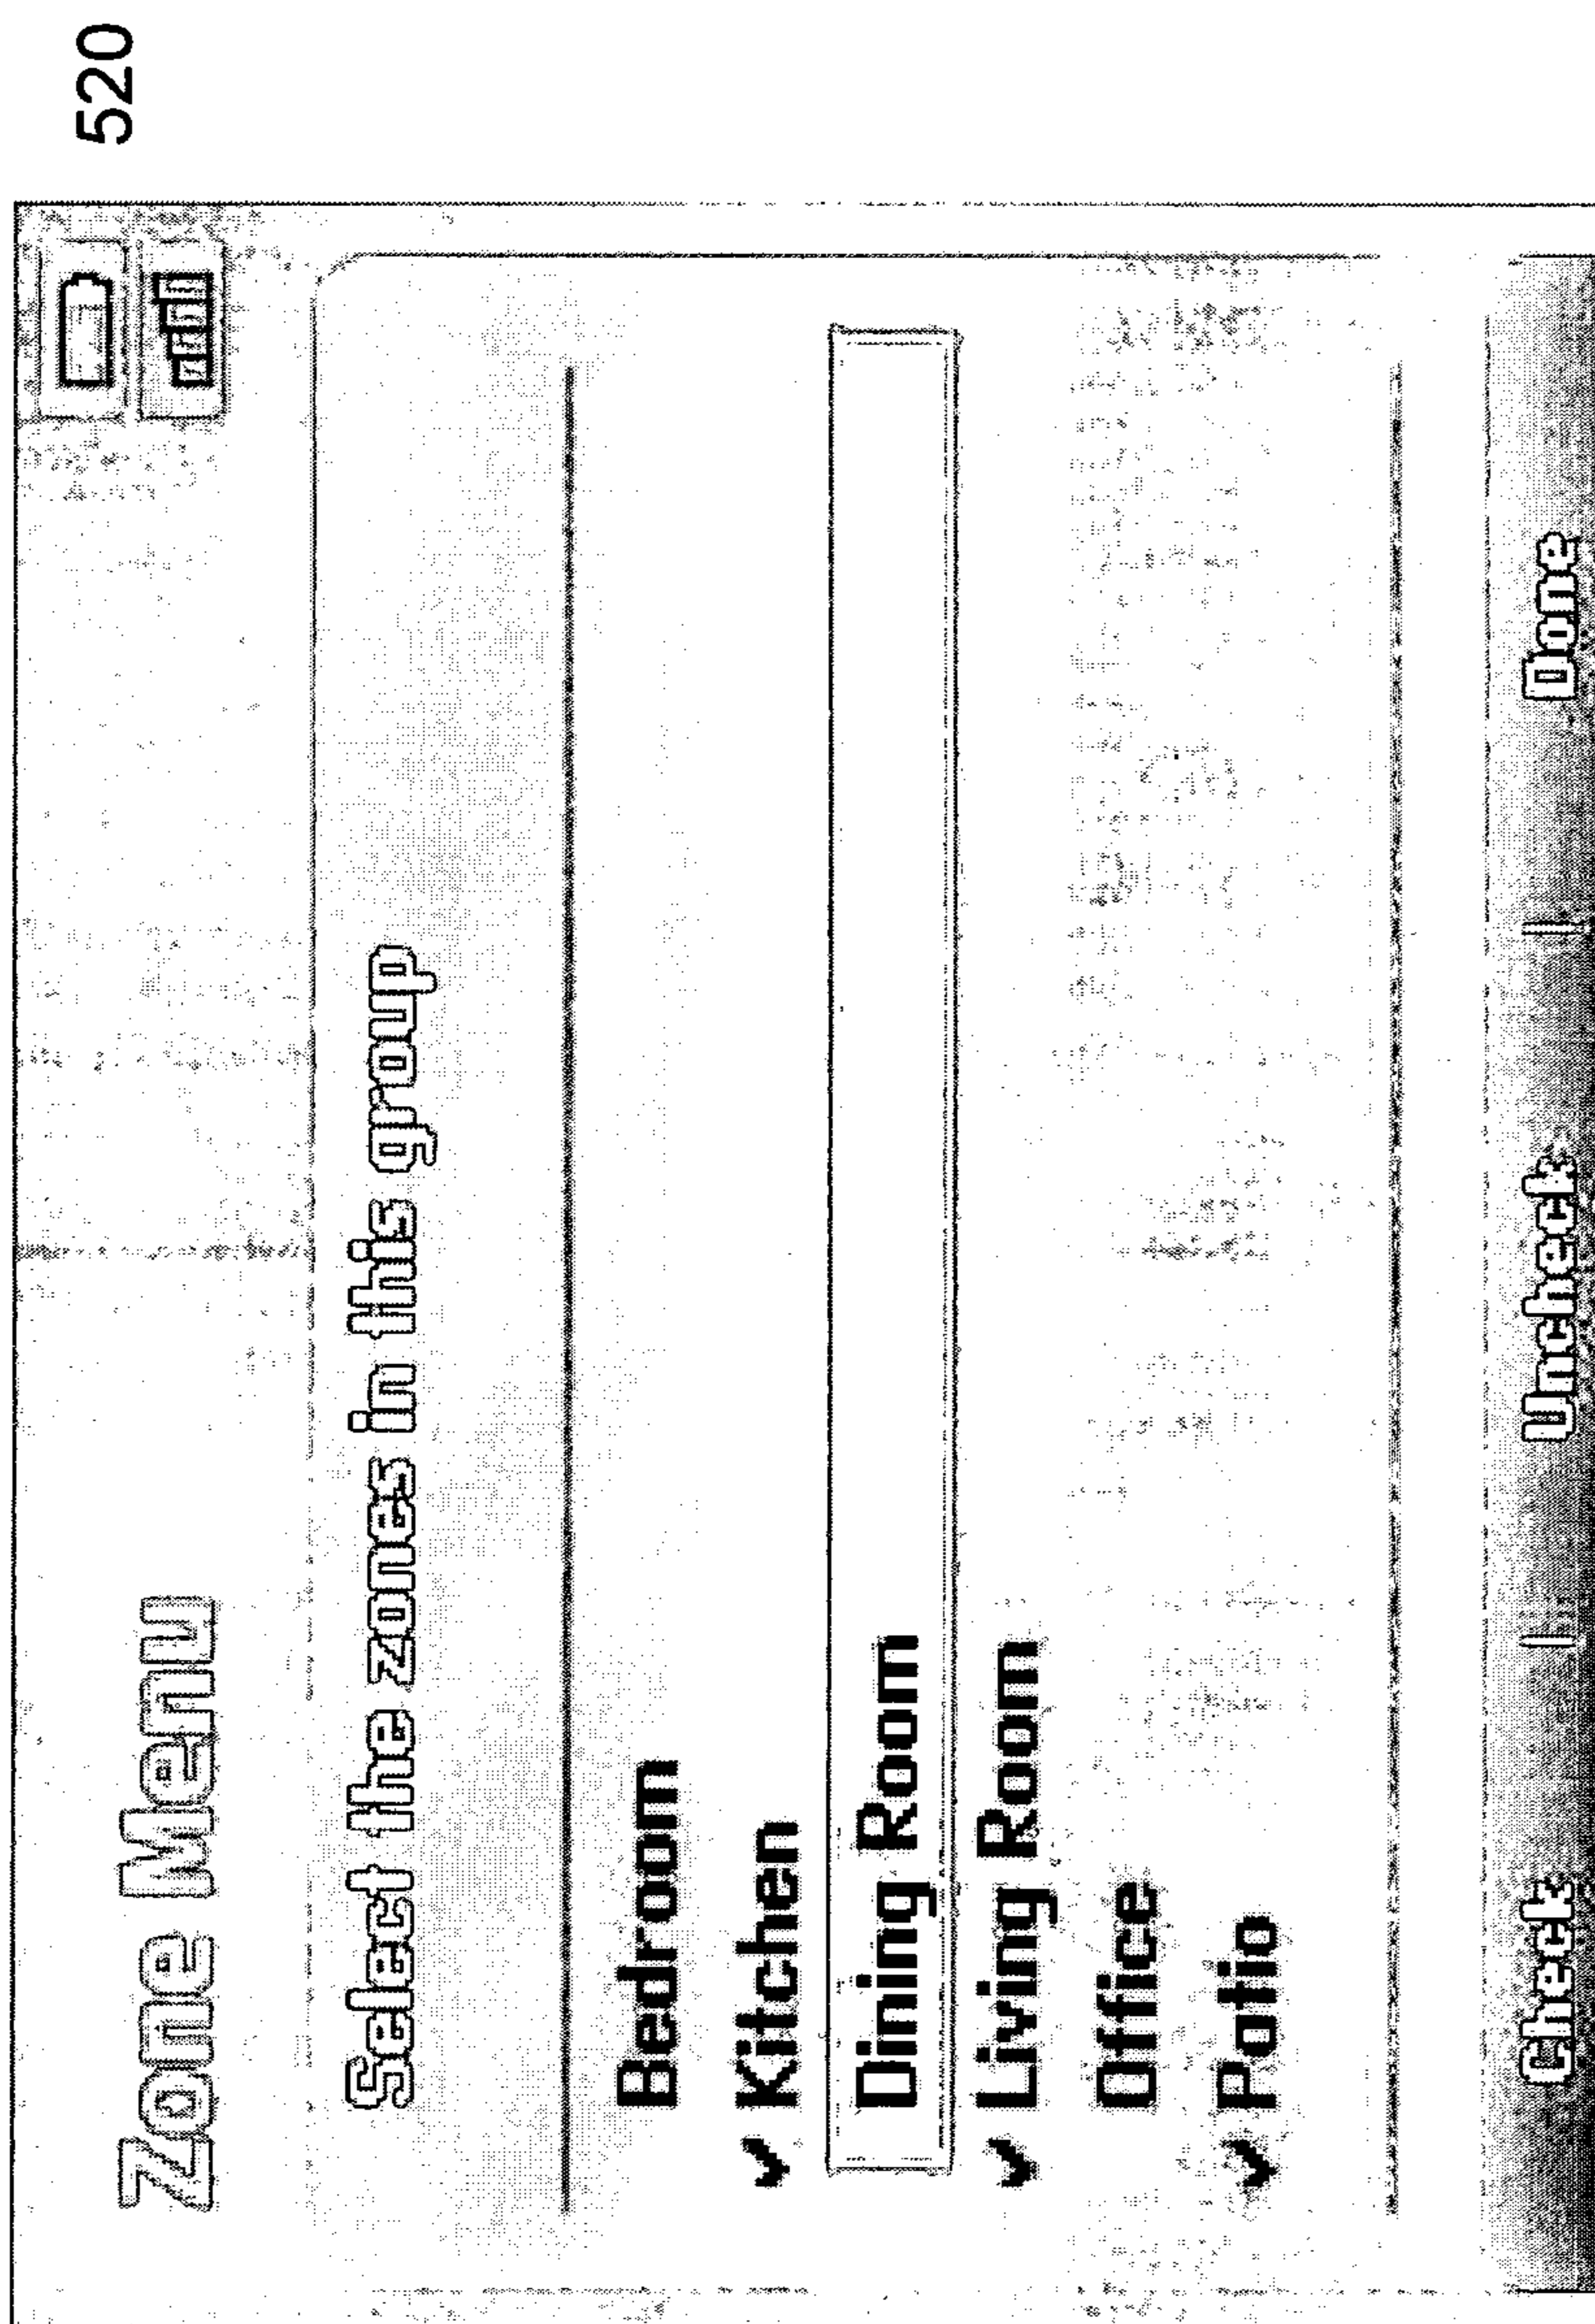 520
Zone Menu
Select the zones in this group
Bedroom
✓ Kitchen
Dining Room
✓ Living Room
Office
✓ Patio
Check | Uncheck | Done